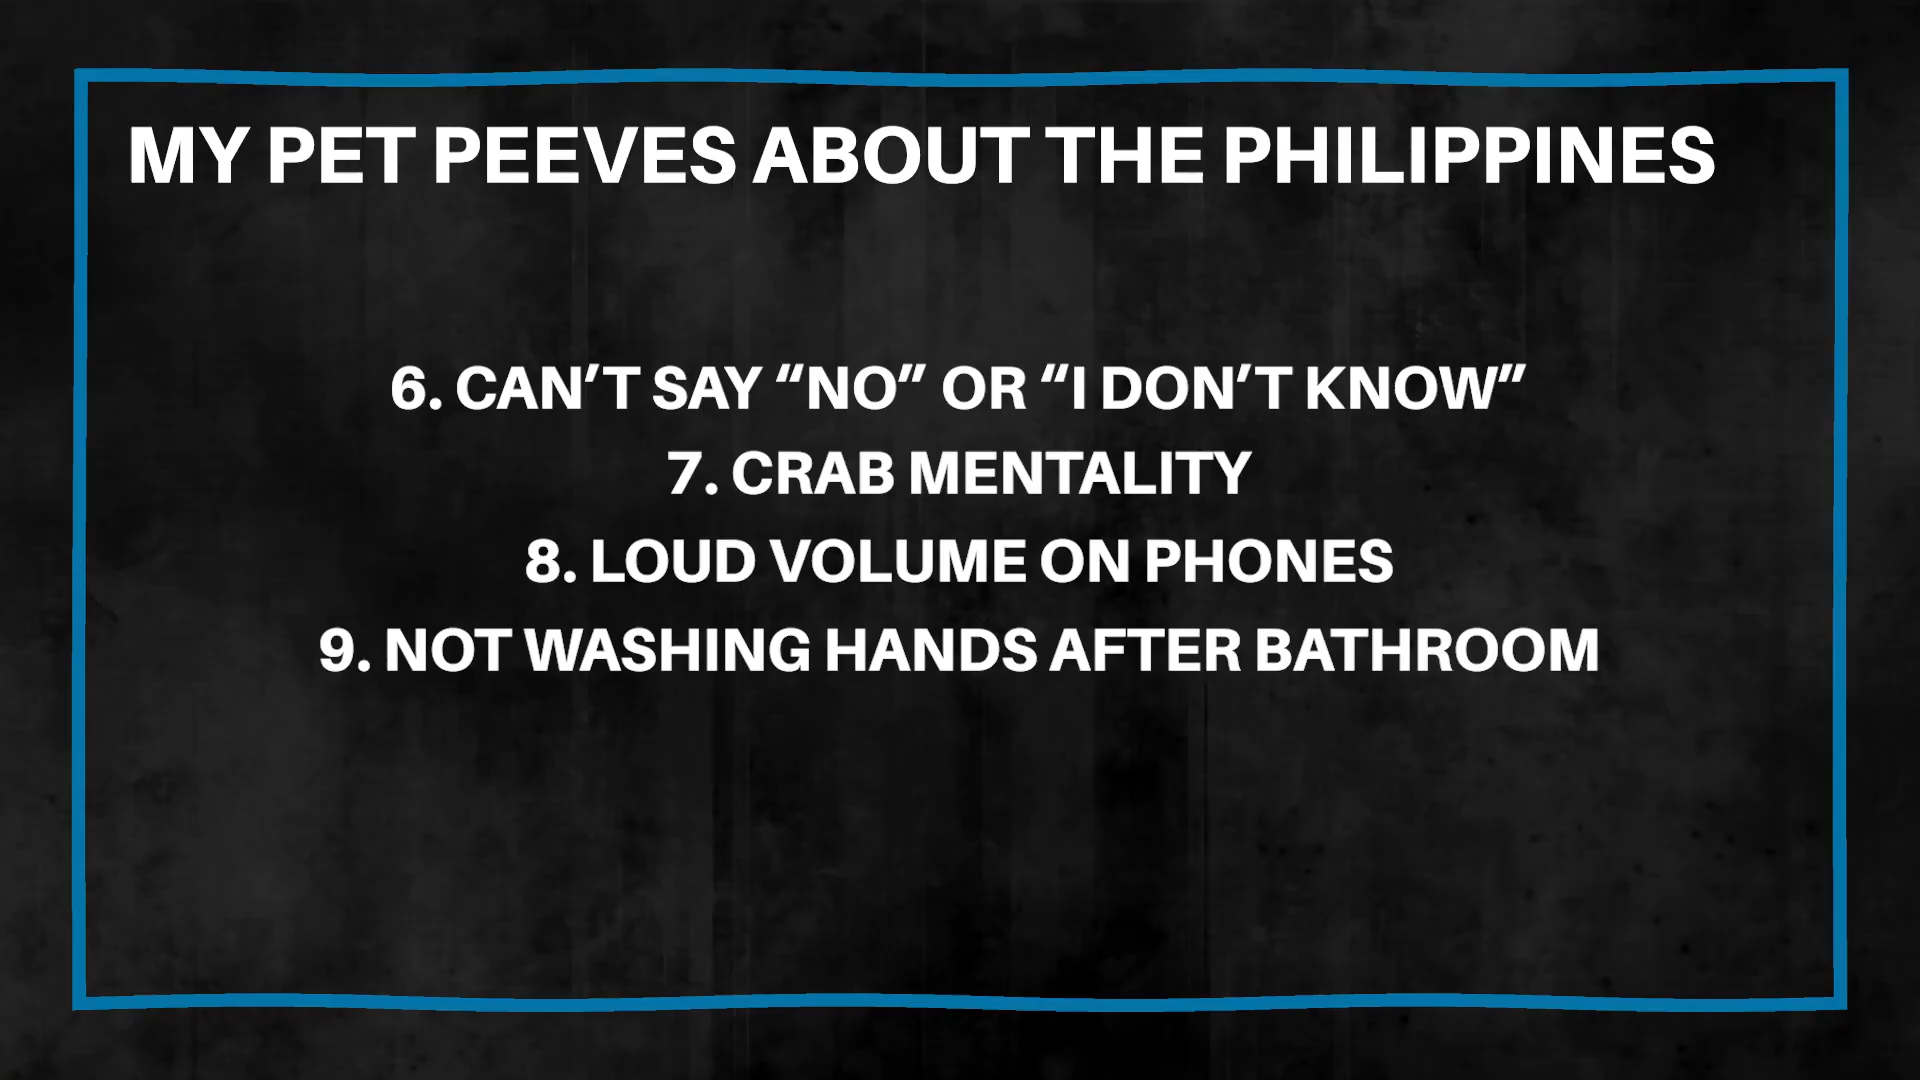 MY PET PEEVES ABOUT THE PHILIPPINES
6. CAN’T SAY “NO” OR “I DON’T KNOW”
7. CRAB MENTALITY
8. LOUD VOLUME ON PHONES
9. NOT WASHING HANDS AFTER BATHROOM